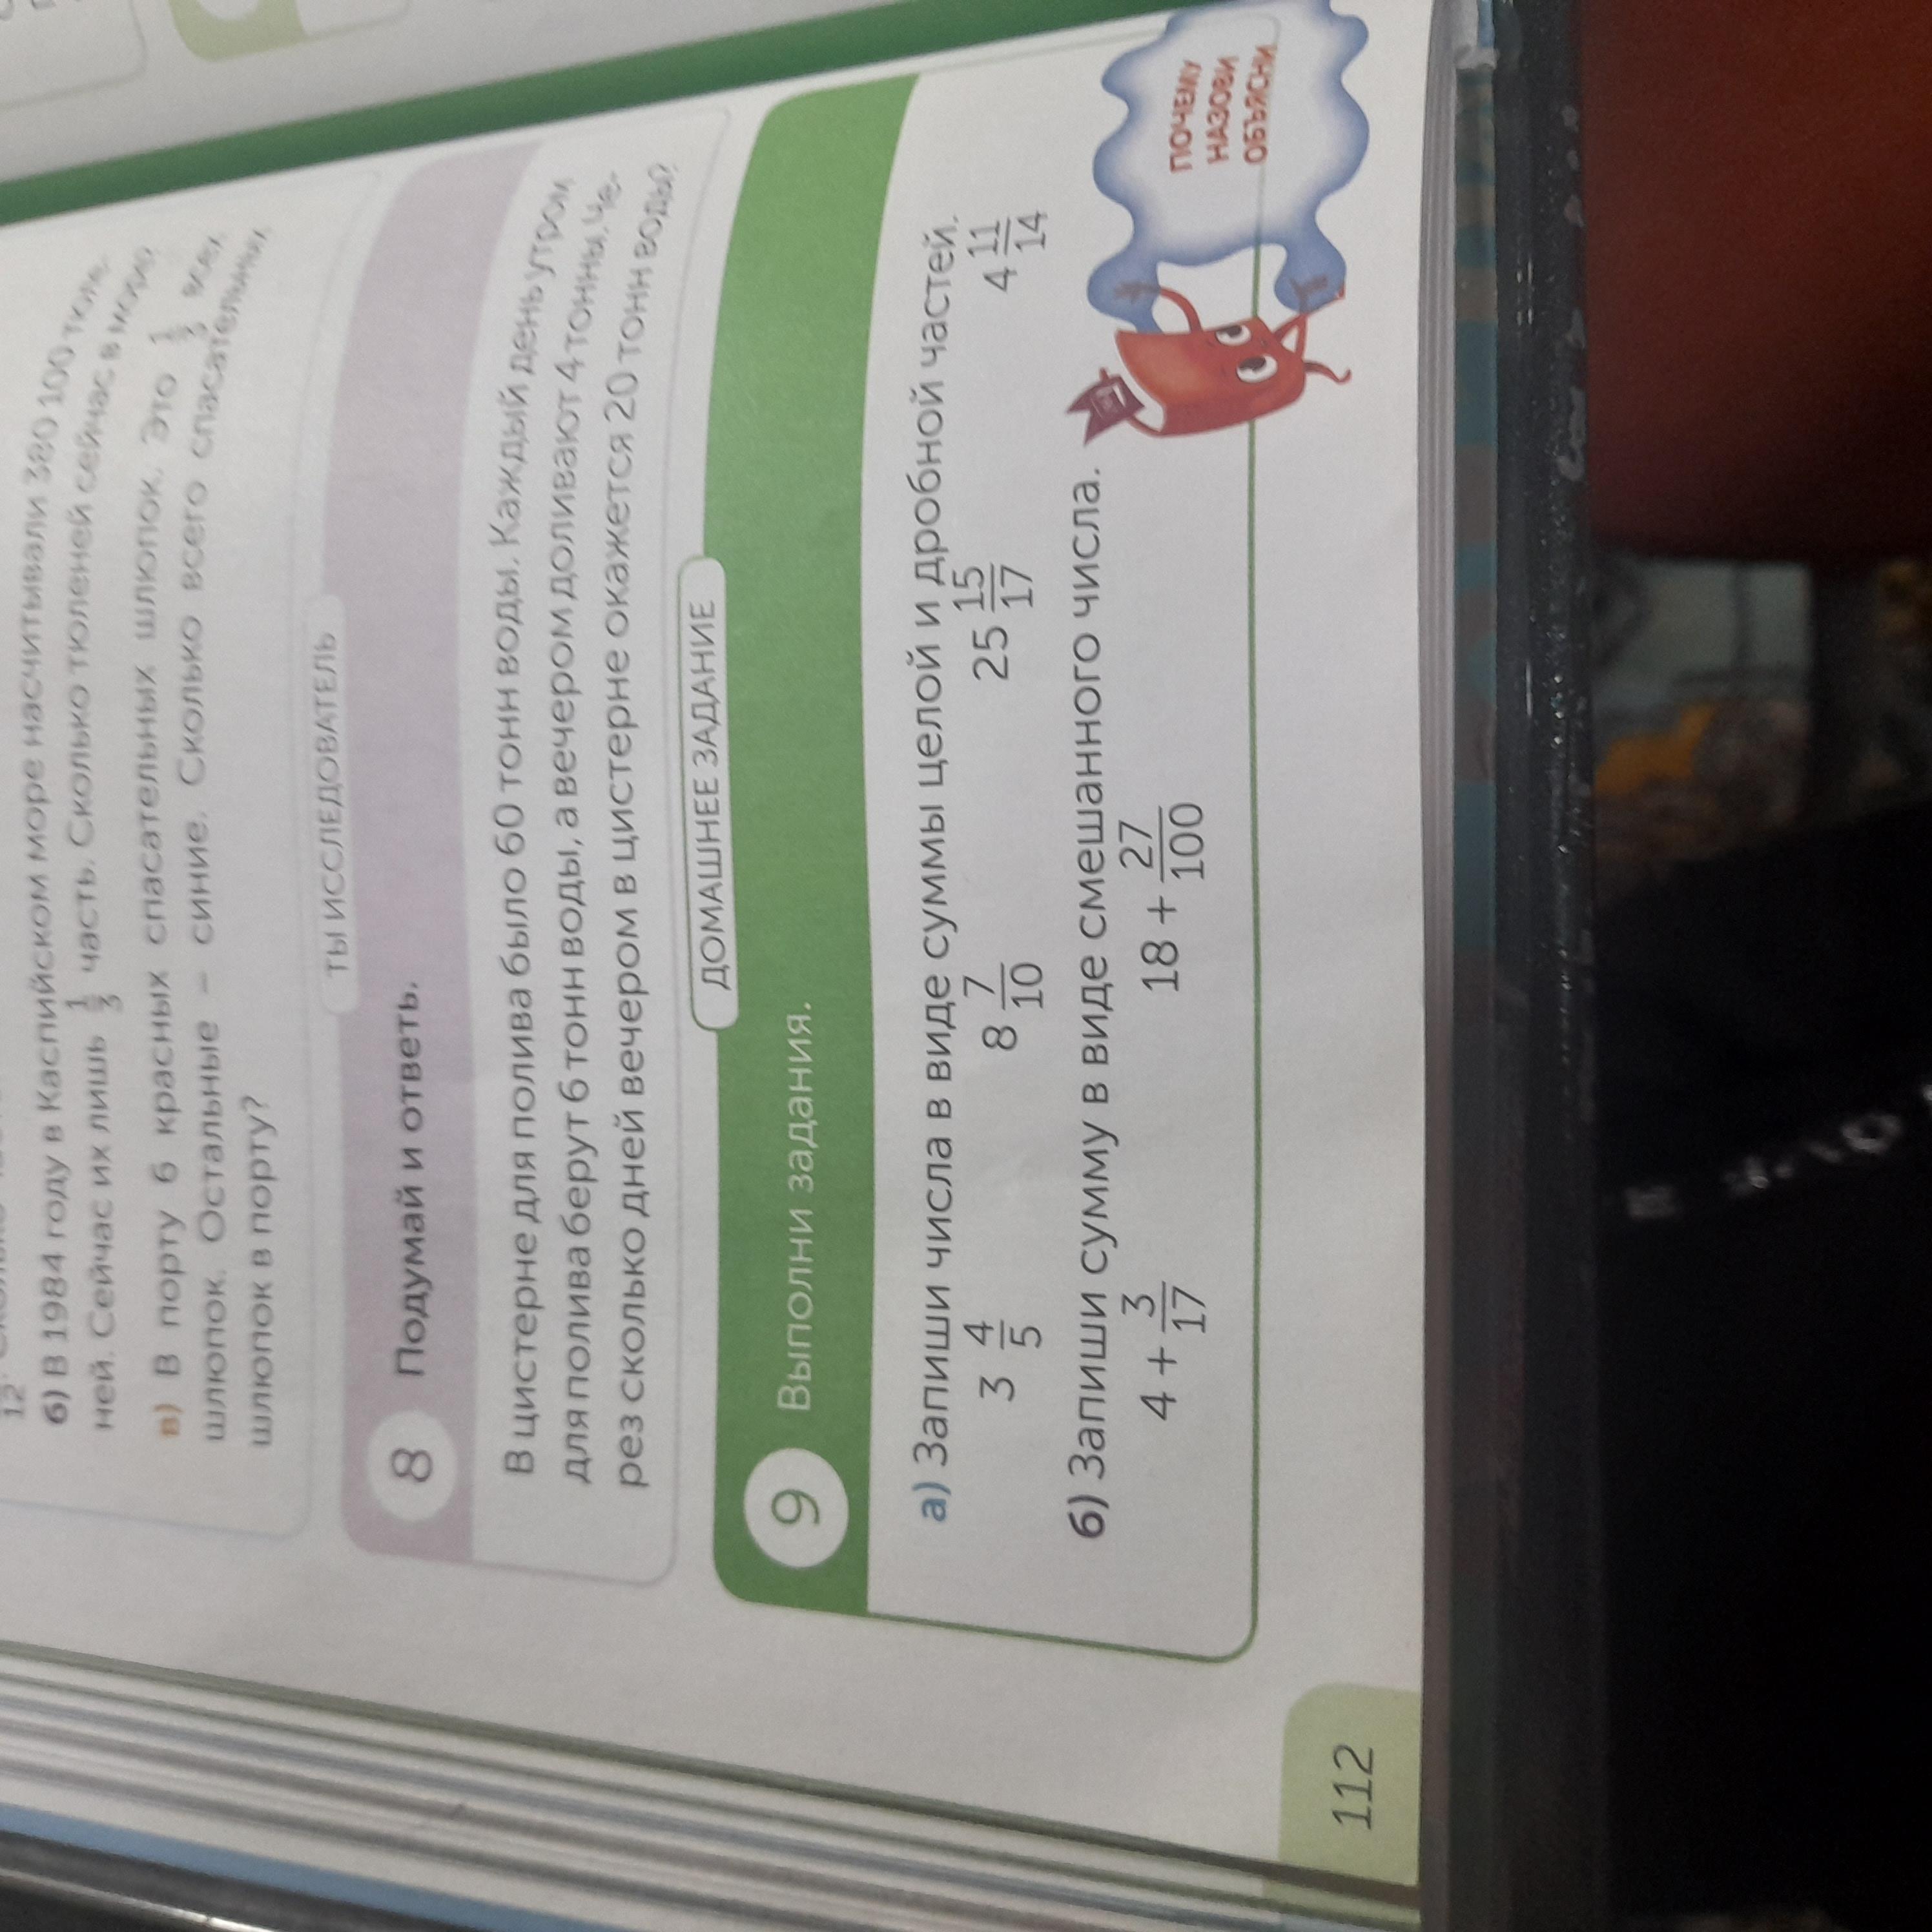 12
б) В 1984 году в Каспийском море насчитывали 380 100 тюле-
ней. Сейчас их лишь 1/3 часть. Сколько тюленей сейчас в море?
в) В порту 6 красных спасательных шлюпок. Это 1/3 всех
шлюпок. Остальные – синие. Сколько всего спасательных
шлюпок в порту?
ТЫ ИССЛЕДОВАТЕЛЬ
8 Подумай и ответь.
В цистерне для полива было 60 тонн воды. Каждый день утром
для полива берут 6 тонн воды, а вечером доливают 4 тонны. Че-
рез сколько дней вечером в цистерне окажется 20 тонн воды?
ДОМАШНЕЕ ЗАДАНИЕ
9 Выполни задания.
а) Запиши числа в виде суммы целой и дробной частей.
3 4/5 8 7/10 25 15/17 4 11/14
б) Запиши сумму в виде смешанного числа.
4 + 3/17 18 + 27/100
ПОЧЕМУ
НАЗОВИ
ОБЪЯСНИ
112